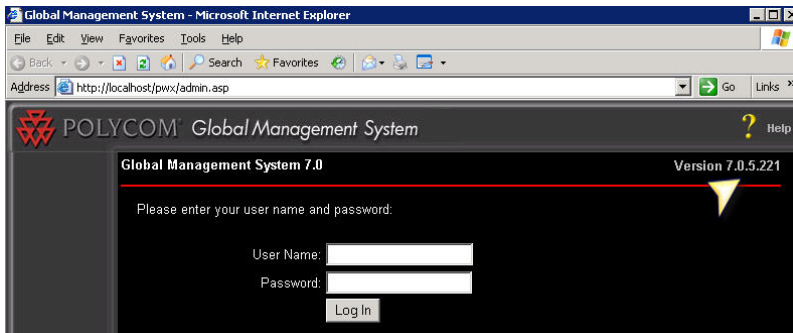 Global Management System - Microsoft Internet Explorer
File Edit View Favorites Tools Help
Back Search Favorites
Address http://localhost/pwx/admin.asp Go Links »
POLYCOM Global Management System ? Help
Global Management System 7.0 Version 7.0.5.221
Please enter your user name and password:
User Name:
Password:
Log In